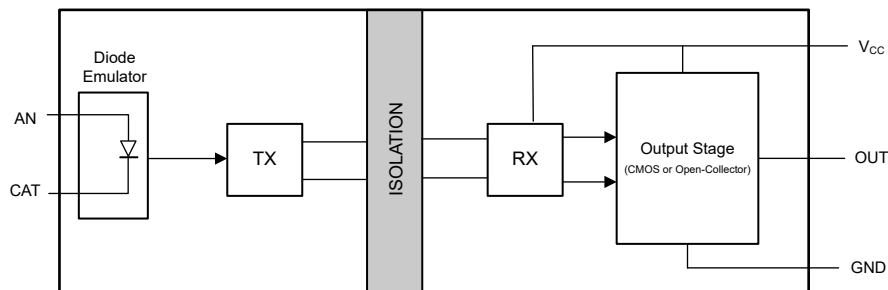 Diode
Emulator
AN
CAT
TX
ISOLATION
RX
Output Stage
(CMOS or Open-Collector)
VCC
OUT
GND